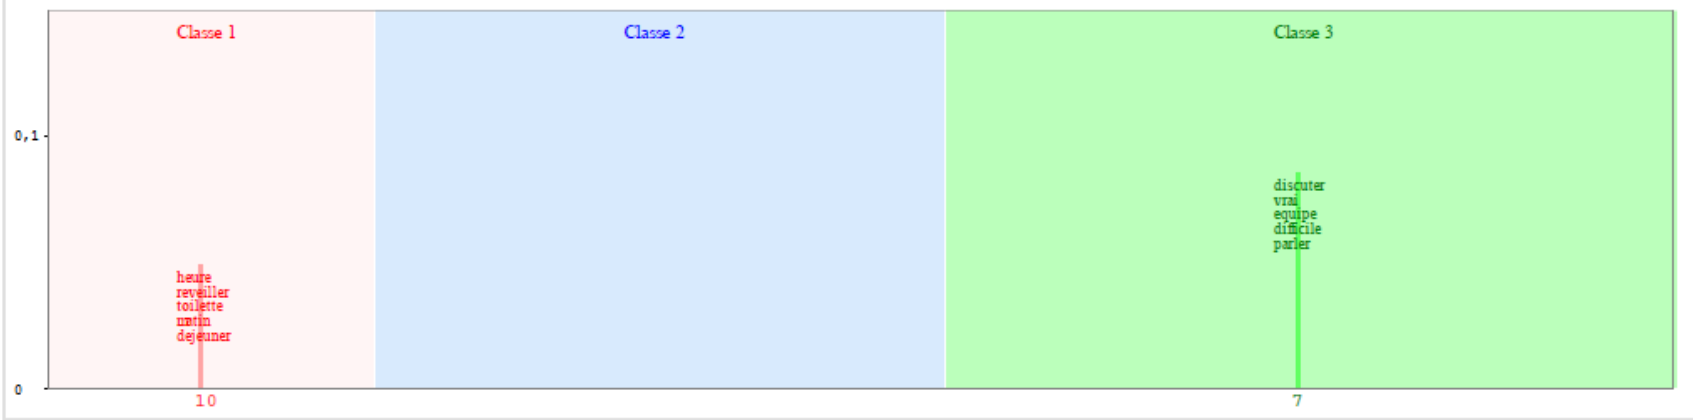 Classe 1
Classe 2
Classe 3
0,1
discuter
vrai
equipe
difficile
parler
heure
reveiller
toilette
matin
dejeuner
0
10
7